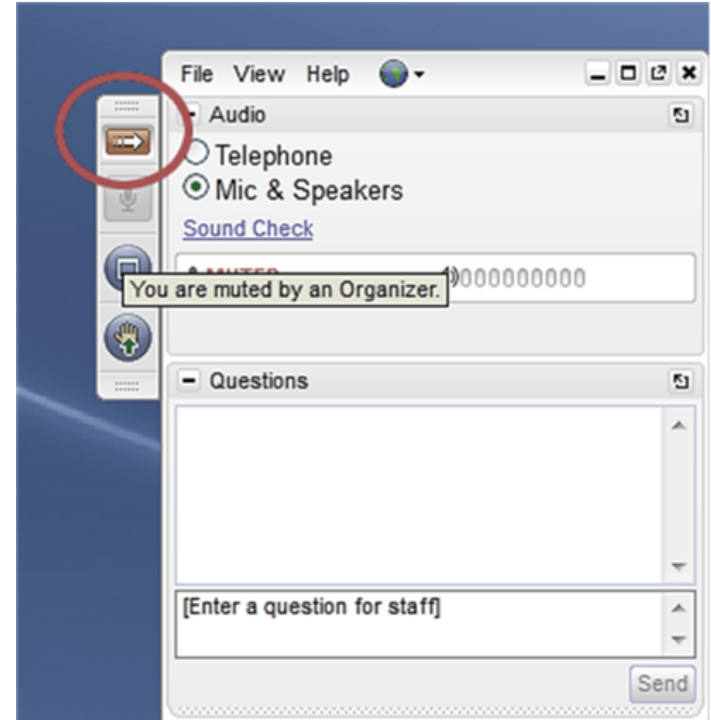 File View Help
Audio
Telephone
Mic & Speakers
Sound Check
MUTED
You are muted by an Organizer.
Questions
[Enter a question for staff]
Send